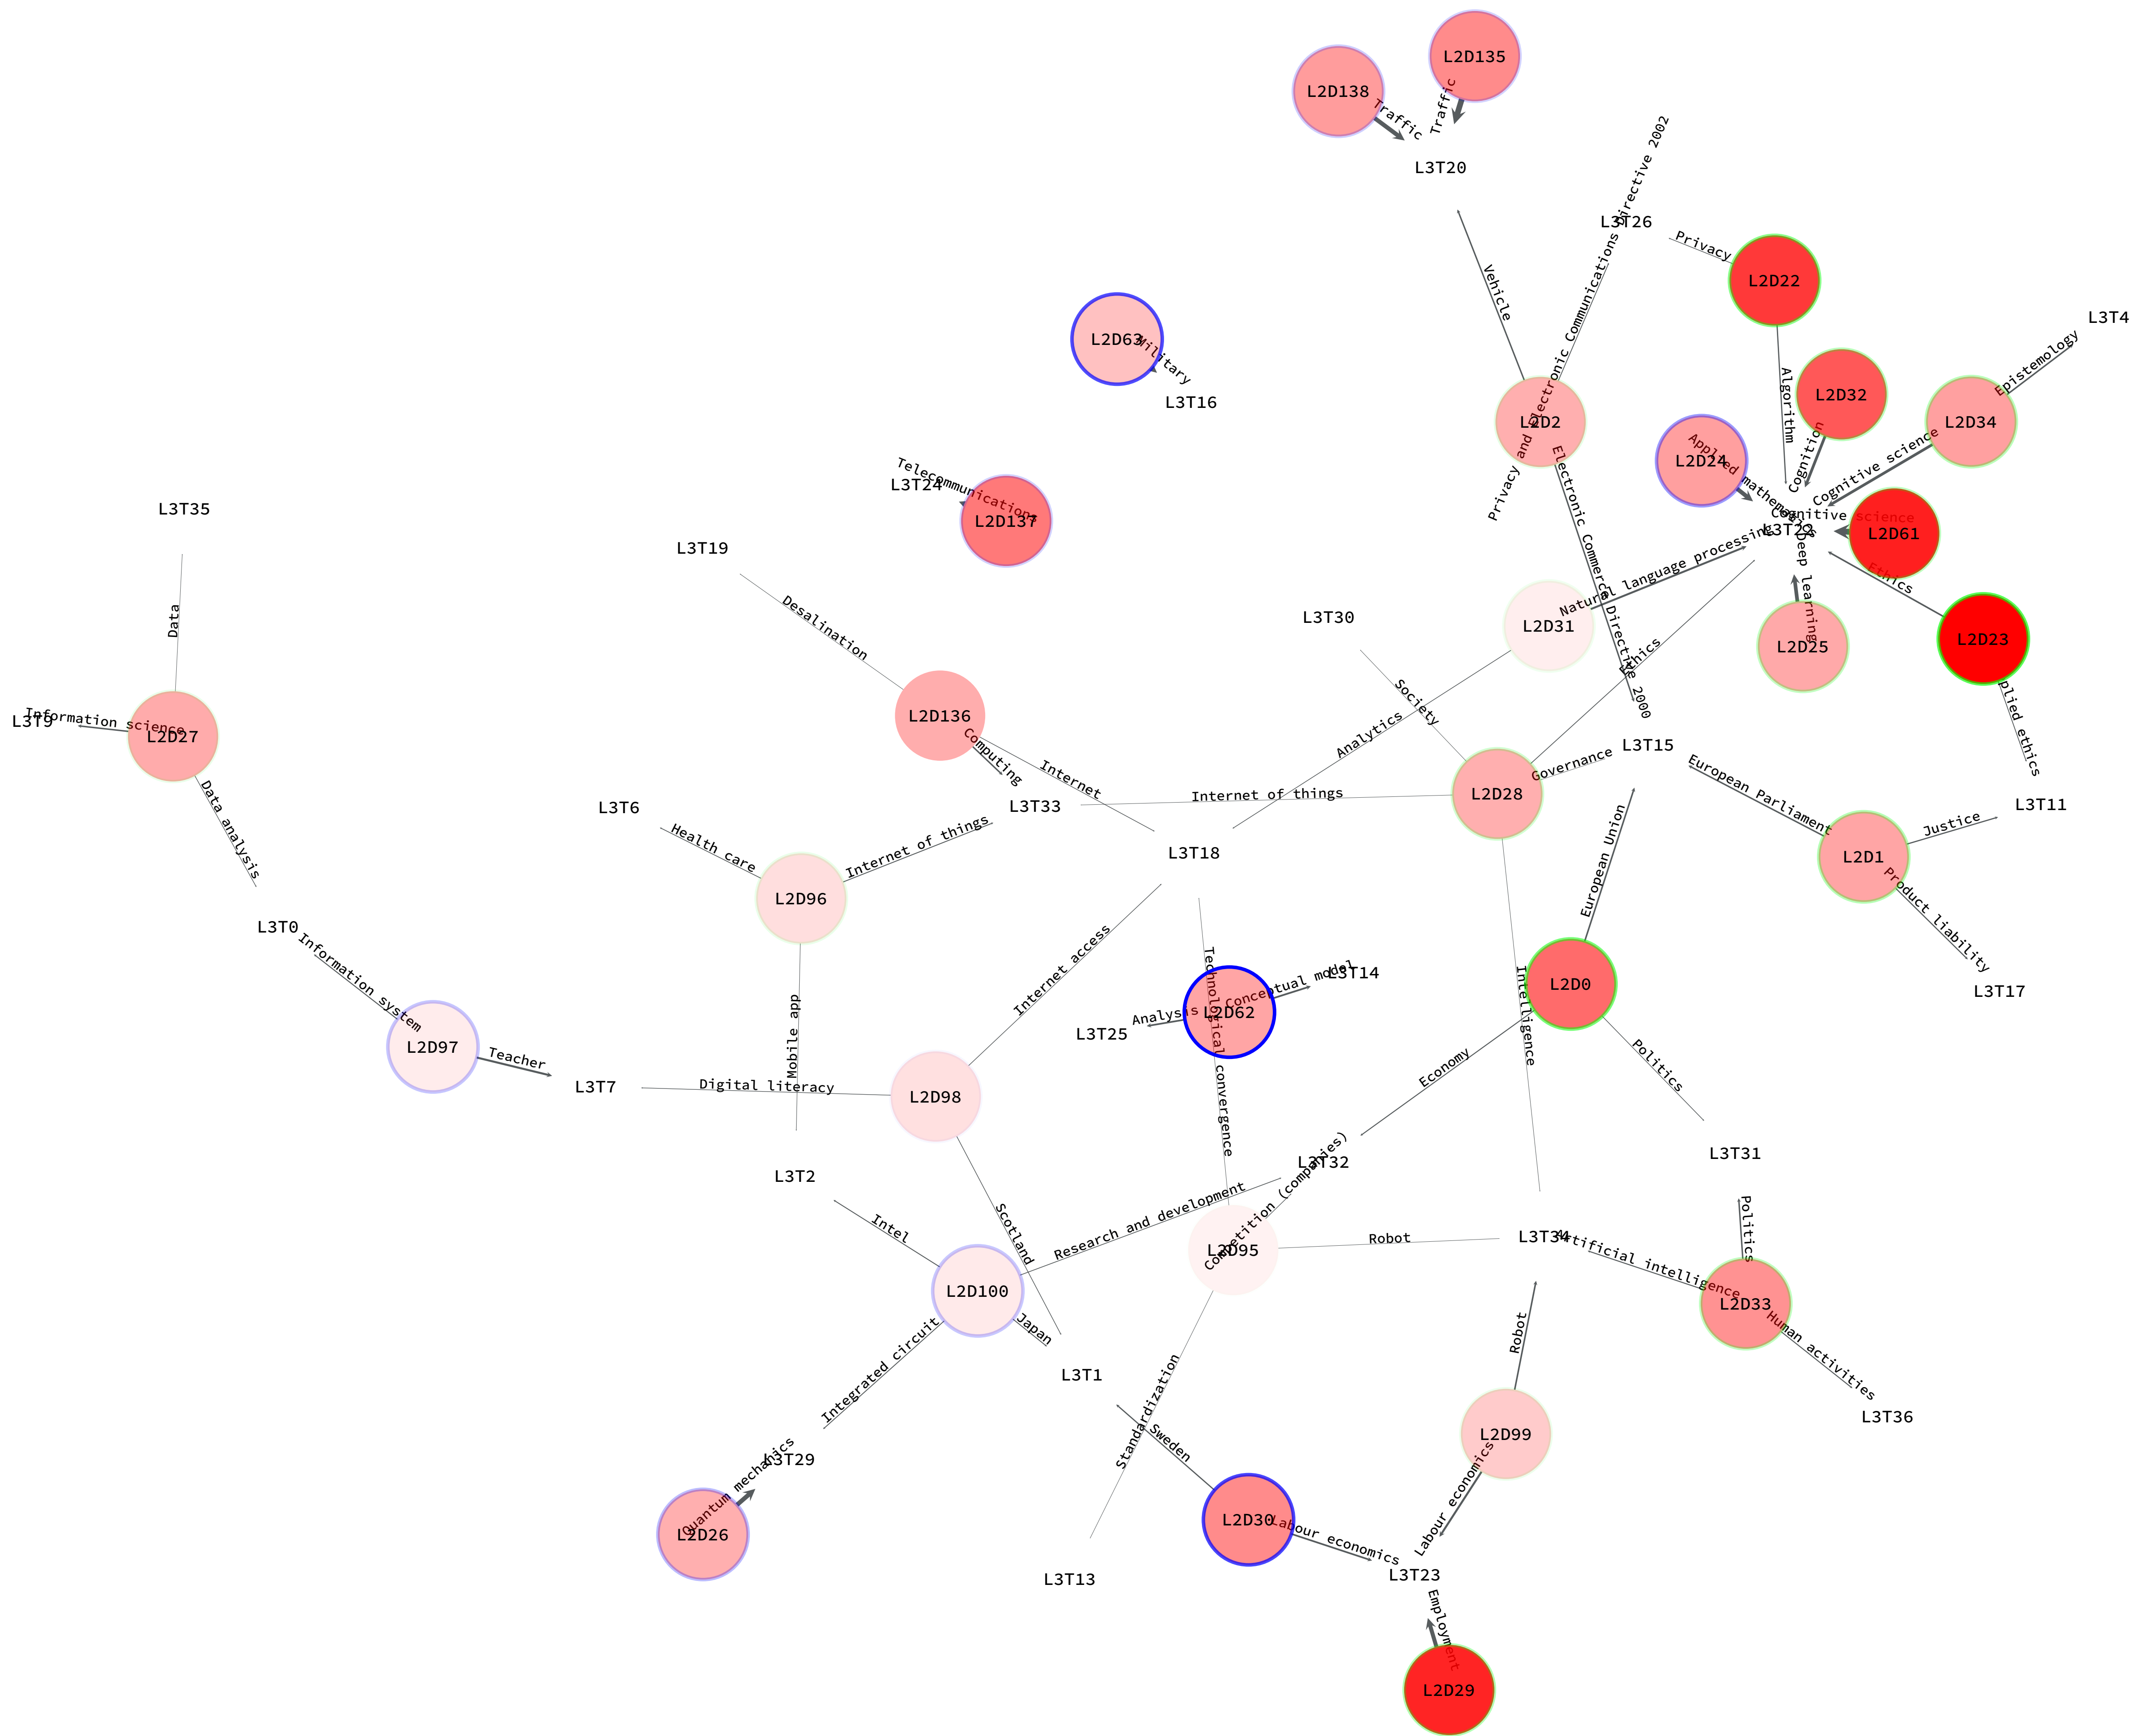 L2D135
L2D138
Traffic
Traffic
L3T20
Privacy and Electronic Communications Directive 2002
L3T26
Privacy
L2D22
Vehicle
L3T4
L2D63
Military
L3T16
Epistemology
Algorithm
L2D32
L2D2
L2D34
Cognition
Cognitive science
L2D24
Applied mathematics
Telecommunications
L3T24
L2D137
L3T35
Cognitive science
L3T22
L2D61
Electronic Commerce Directive 2000
Natural language processing
Deep learning
Ethics
L3T19
Desalination
Data
L3T30
L2D31
L2D25
L2D23
Ethics
Society
Analytics
L2D136
Information science
L3T9
L2D27
plied ethics
Computing
Internet
Governance
L3T15
European Parliament
L2D28
Internet of things
L3T6
L3T33
L3T11
Data analysis
Health care
Internet of things
L3T18
Justice
L2D1
European Union
L2D96
Product liability
L3T0
Information system
Internet access
Technological convergence
Conceptual model
L3T14
L2D0
L3T17
Intelligence
Mobile app
Analysis
L2D62
L3T25
L2D97
Teacher
L3T7
Digital literacy
L2D98
Economy
Politics
L3T31
L3T32
L3T2
Competition (companies)
Research and development
Scotland
Intel
L2D95
Robot
L3T34
Artificial intelligence
Politics
L2D100
L2D33
Japan
Integrated circuit
Robot
Human activities
L3T1
Standardization
L3T36
L2D99
Sweden
Quantum mechanics
L3T29
Labour economics
L2D26
L2D30
Labour economics
L3T13
L3T23
Employment
L2D29